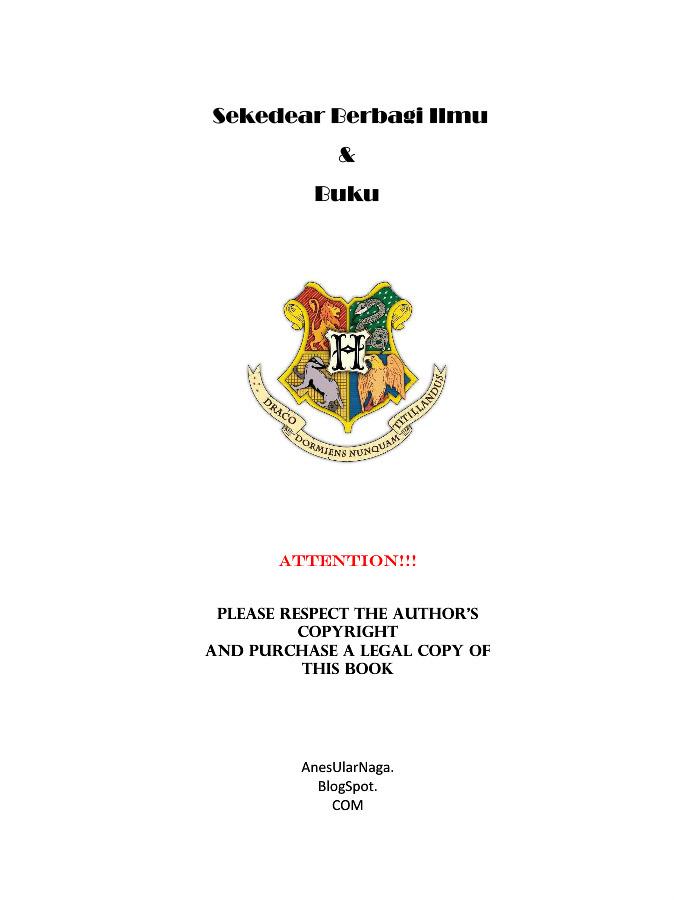 Sekedear Berbagi Ilmu
&
Buku
H
DRACO
DORMIENS NUNQUAM
TITILLANDUS
ATTENTION!!!
PLEASE RESPECT THE AUTHOR'S
COPYRIGHT
AND PURCHASE A LEGAL COPY OF
THIS BOOK
AnesUlarNaga.
BlogSpot.
COM